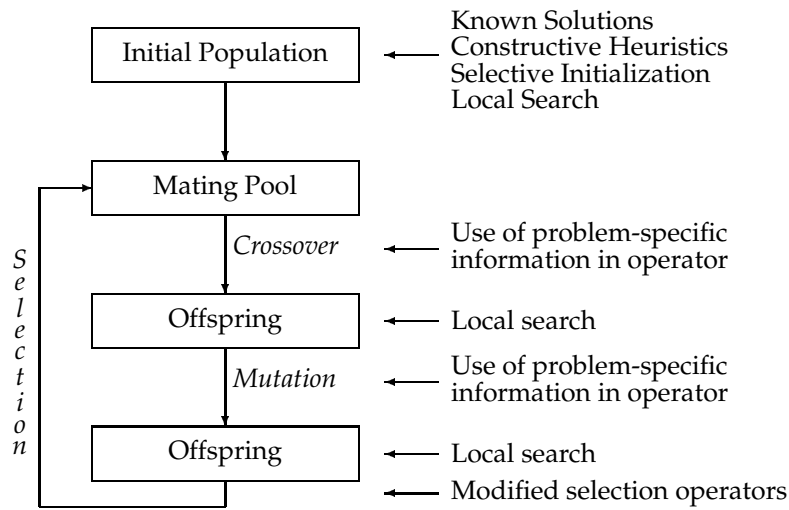 Known Solutions
Initial Population
Constructive Heuristics
Selective Initialization
Local Search
Mating Pool
Crossover
Use of problem-specific
information in operator
Selection
Offspring
Local search
Mutation
Use of problem-specific
information in operator
Offspring
Local search
Modified selection operators